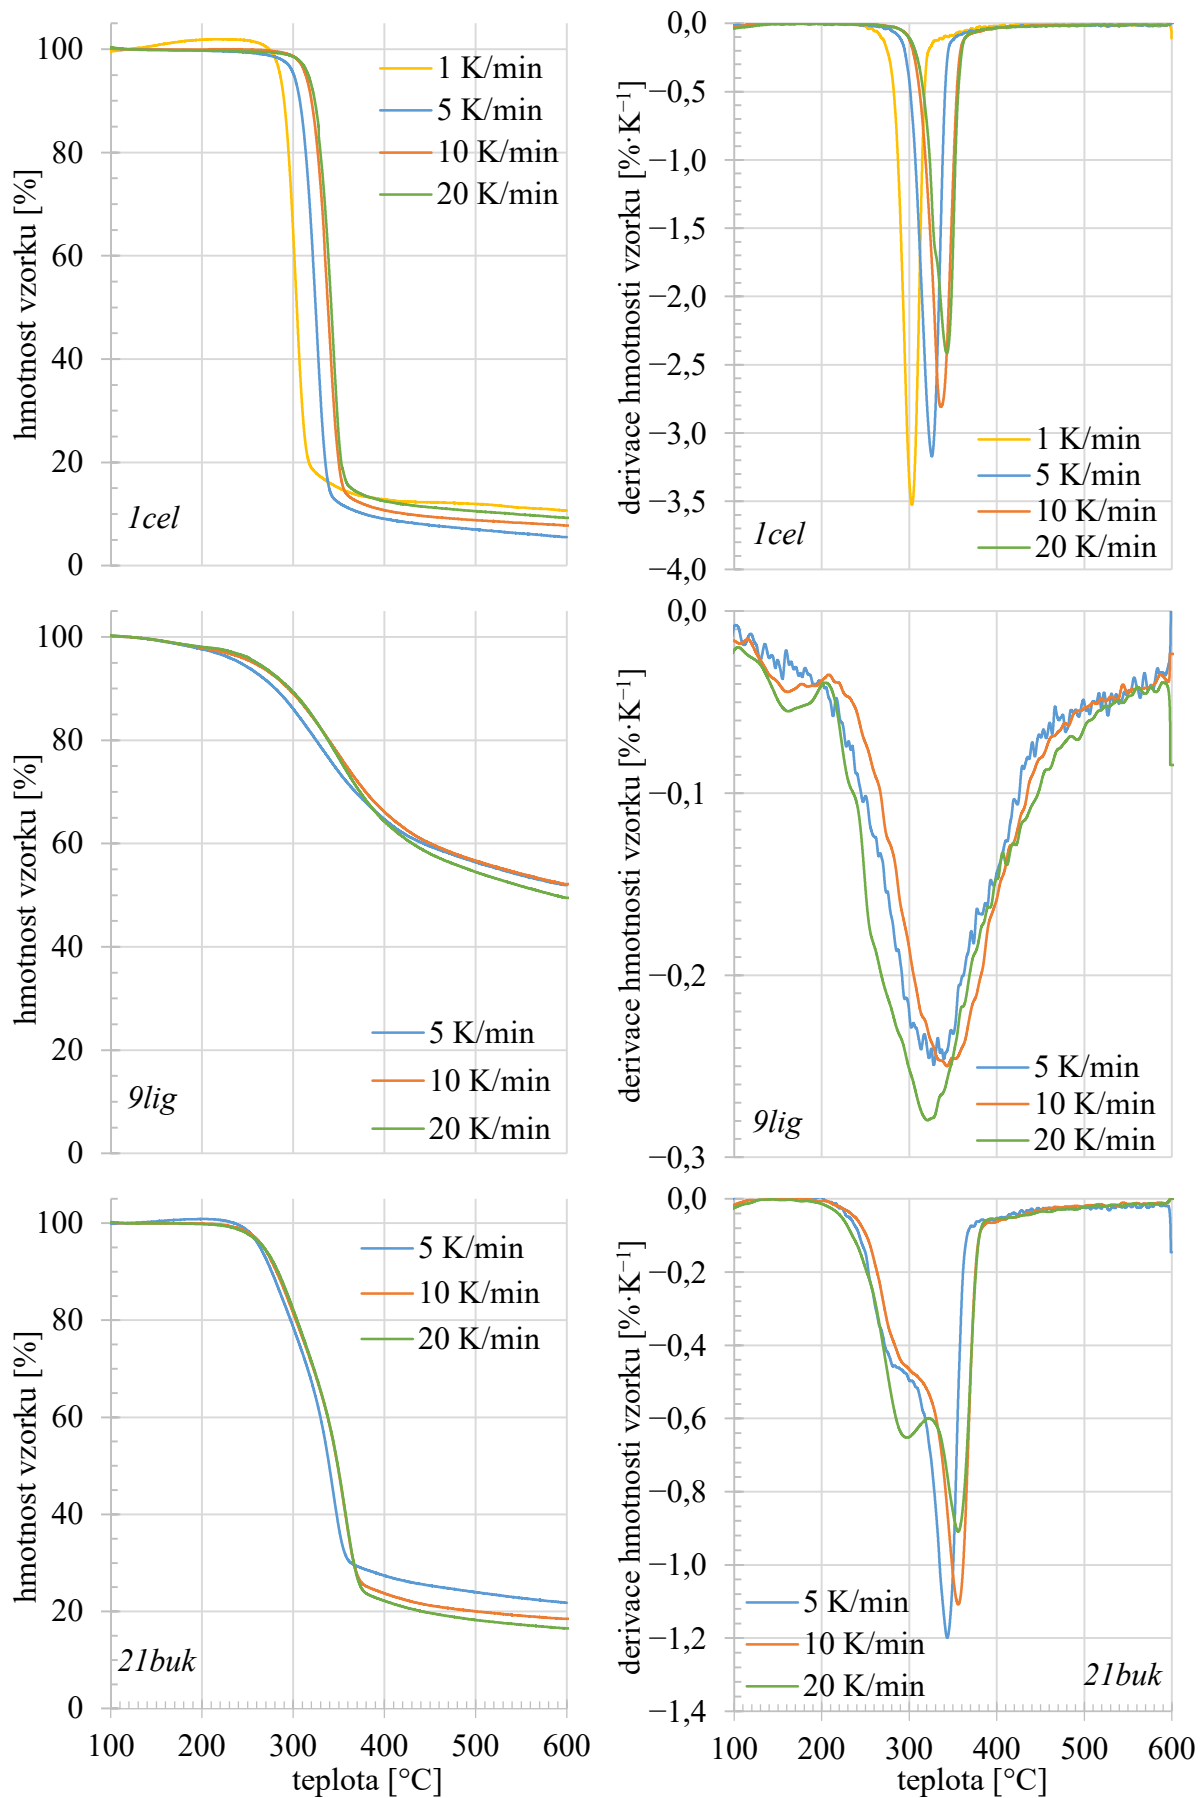 hmotnost vzorku [%]
100
80
60
40
20
0
1 K/min
5 K/min
10 K/min
20 K/min
1cel
derivace hmotnosti vzorku [%·K⁻¹]
0,0
−0,5
−1,0
−1,5
−2,0
−2,5
−3,0
−3,5
−4,0
1 K/min
5 K/min
10 K/min
20 K/min
1cel
hmotnost vzorku [%]
100
80
60
40
20
0
5 K/min
10 K/min
20 K/min
9lig
derivace hmotnosti vzorku [%·K⁻¹]
0,0
−0,1
−0,2
−0,3
5 K/min
10 K/min
20 K/min
9lig
hmotnost vzorku [%]
100
80
60
40
20
0
5 K/min
10 K/min
20 K/min
21buk
100 200 300 400 500 600
teplota [°C]
derivace hmotnosti vzorku [%·K⁻¹]
0,0
−0,2
−0,4
−0,6
−0,8
−1,0
−1,2
−1,4
5 K/min
10 K/min
20 K/min
21buk
100 200 300 400 500 600
teplota [°C]